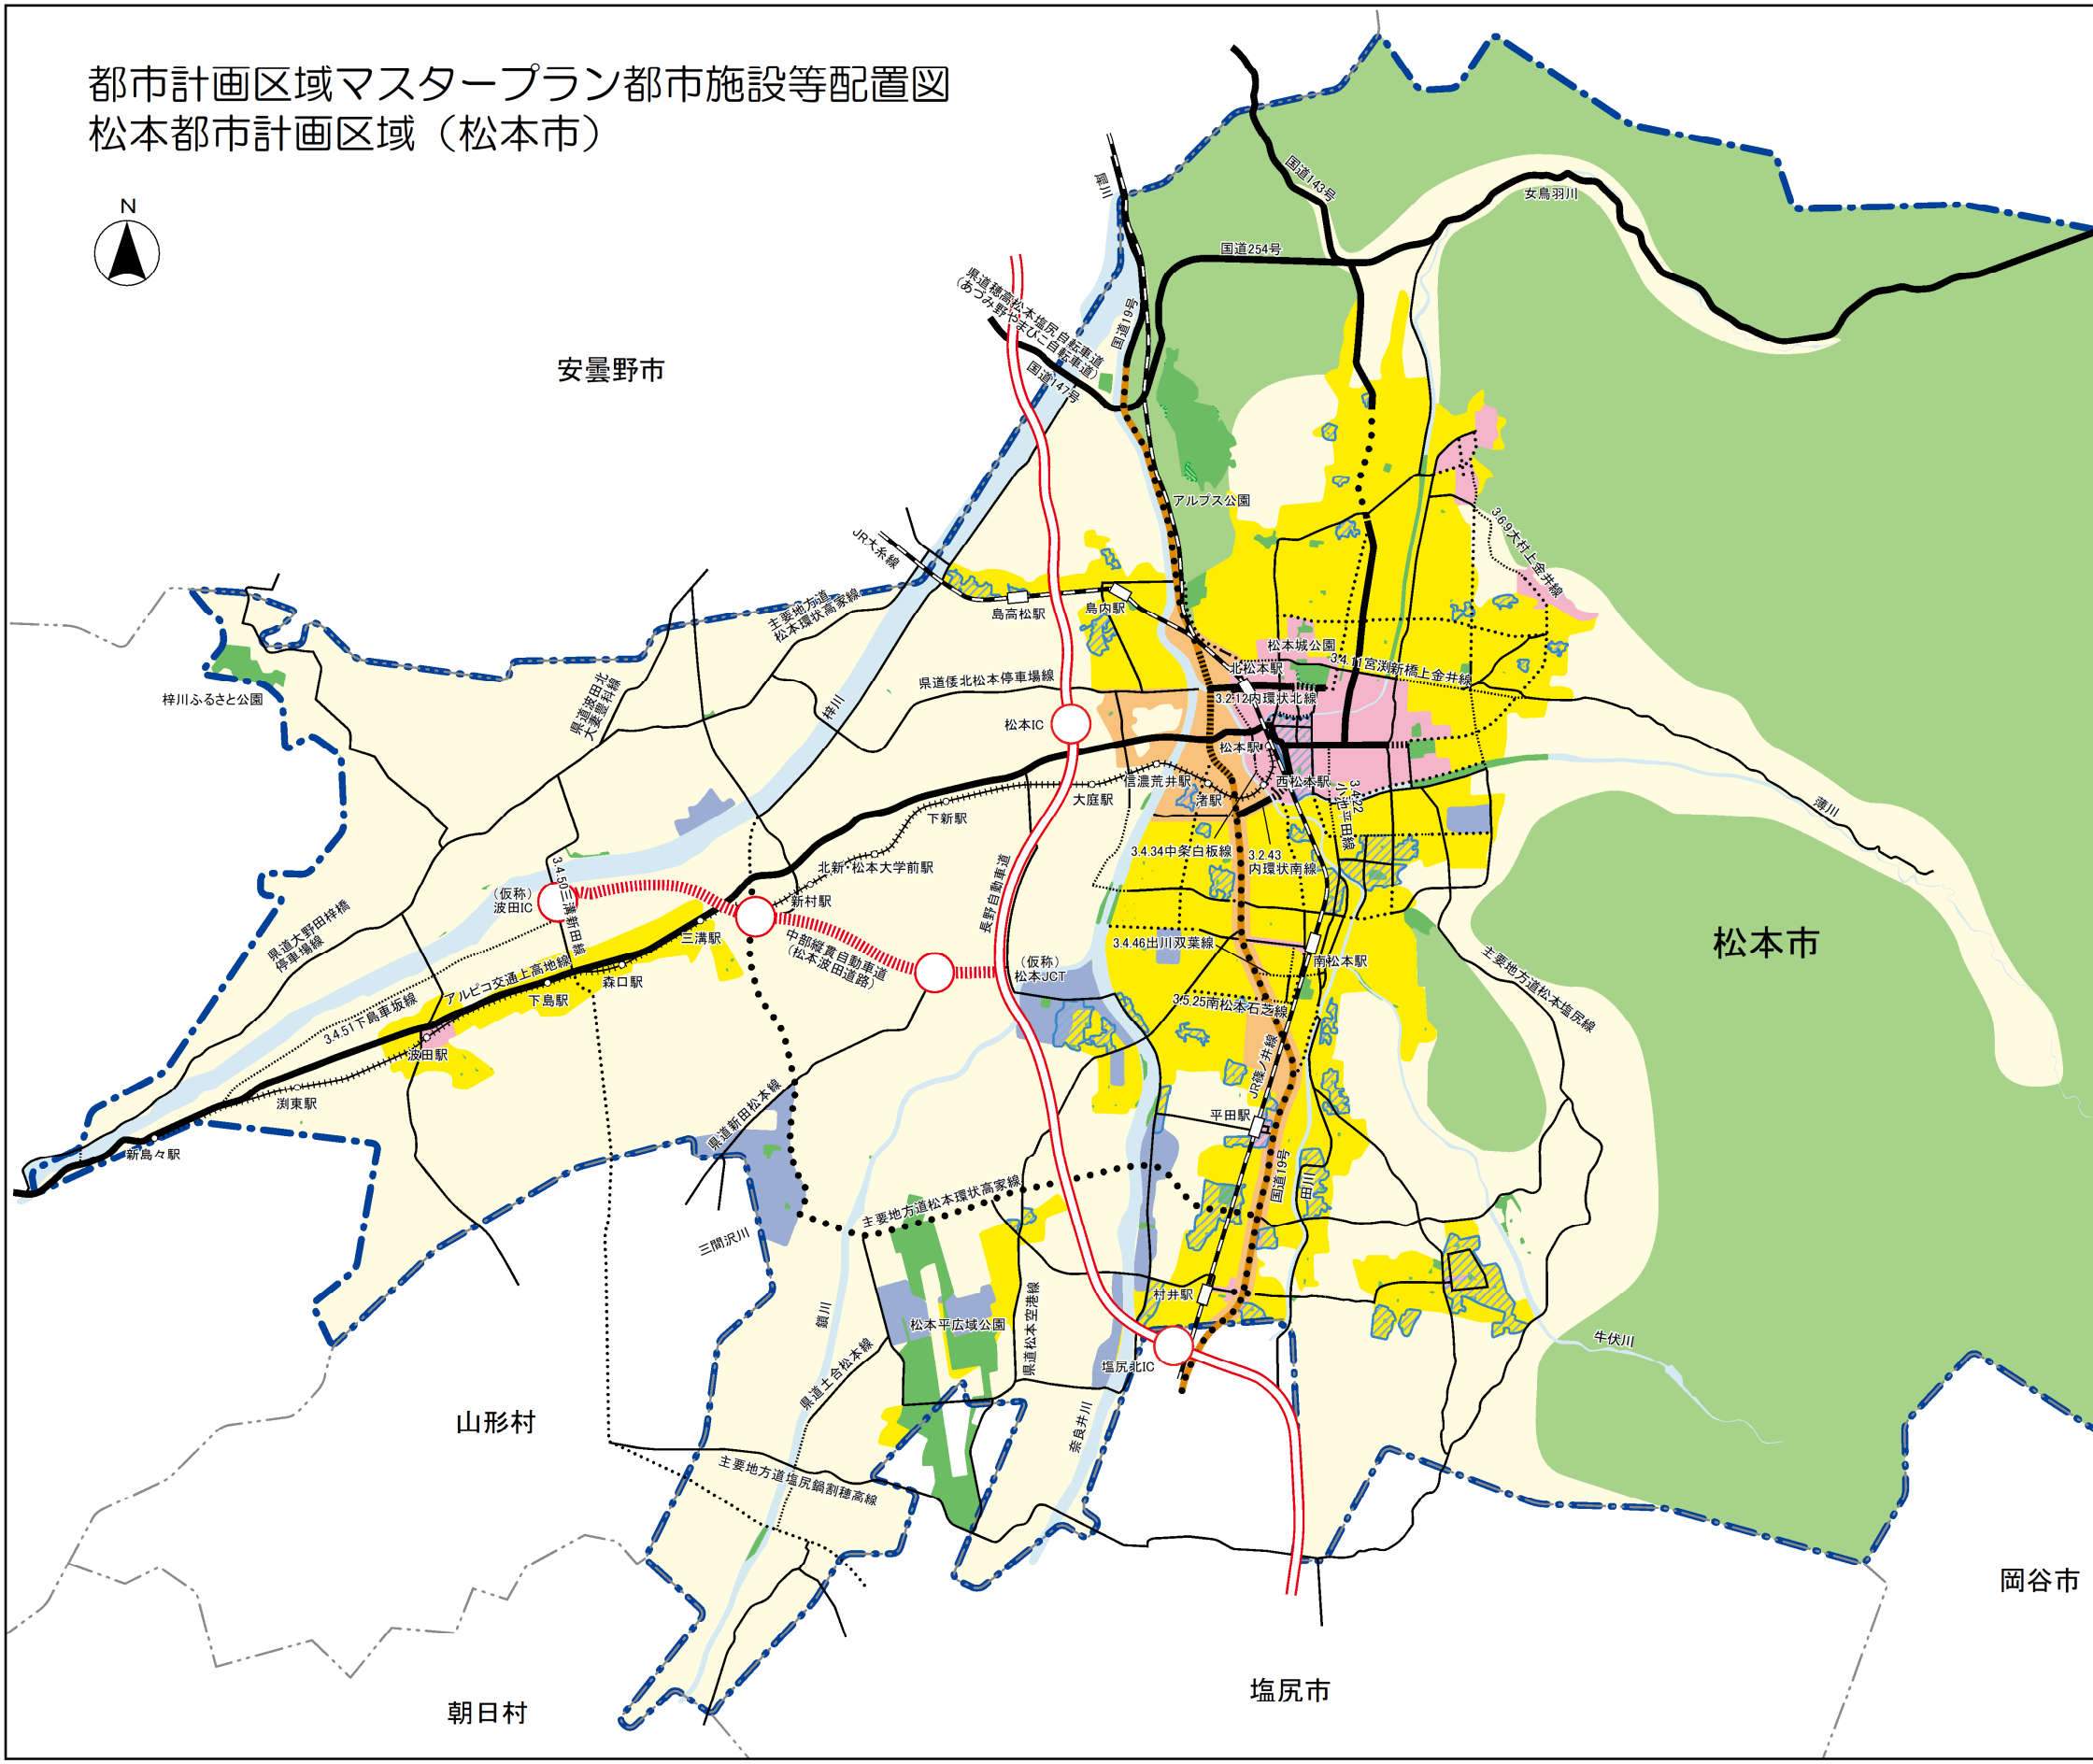 都市計画区域マスタープラン都市施設等配置図
松本都市計画区域（松本市）
N
安曇野市
犀川
国道143号
女鳥羽川
国道254号
県道穂高松本塩尻自転車道
（あづみ野やまびこ自転車道）
国道19号
国道147号
アルプス公園
3.6.9大村上金井線
JR大糸線
島高松駅
島内駅
主要地方道
松本環状高家線
梓川ふるさと公園
県道波田北
大妻豊科線
梓川
県道倭北松本停車場線
松本城公園
北松本駅
3.4.11宮渕新橋上金井線
3.2.12内環状北線
松本IC
松本駅
信濃荒井駅
西松本駅
大庭駅
渚駅
3.4.22
小池平田線
下新駅
薄川
3.4.34中条白板線
3.2.43
内環状南線
北新・松本大学前駅
長野自動車道
3.4.50三溝新田線
（仮称）
波田IC
新村駅
三溝駅
中部縦貫自動車道
（松本波田道路）
県道大野田梓橋
停車場線
3.4.46出川双葉線
南松本駅
主要地方道松本塩尻線
松本市
（仮称）
松本JCT
アルピコ交通上高地線
森口駅
下島駅
3.4.51下島車坂線
3.5.25南松本石芝線
波田駅
JR篠ノ井線
渕東駅
県道新田松本線
平田駅
新島々駅
国道19号
田川
主要地方道松本環状高家線
三間沢川
鎖川
松本平広域公園
県道松本空港線
村井駅
塩尻北IC
牛伏川
県道土合松本線
奈良井川
山形村
主要地方道塩尻鍋割穂高線
岡谷市
塩尻市
朝日村